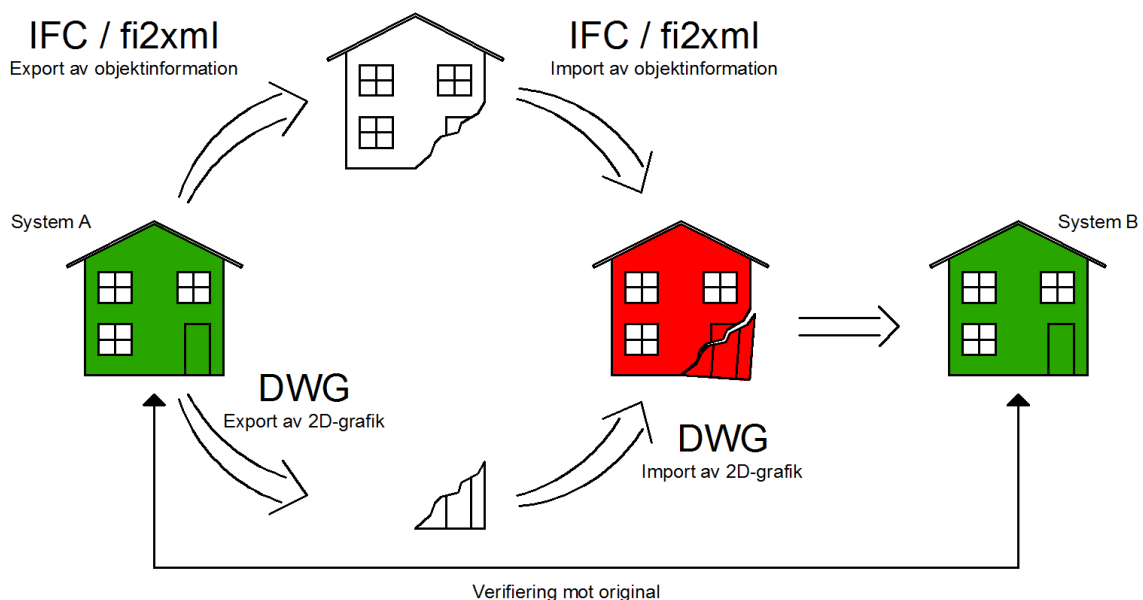 IFC / fi2xml
Export av objektinformation
IFC / fi2xml
Import av objektinformation
System A
System B
DWG
Export av 2D-grafik
DWG
Import av 2D-grafik
Verifiering mot original